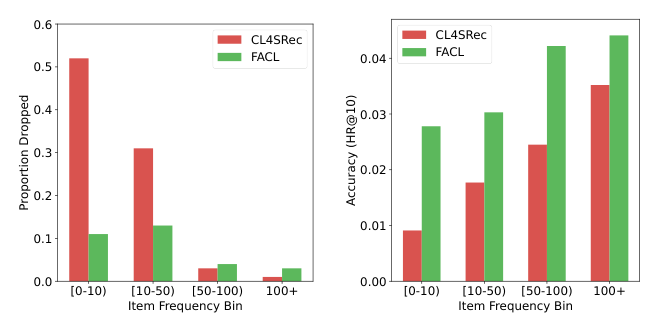 0.6
0.5
0.4
0.3
0.2
0.1
0.0
Proportion Dropped
CL4SRec
FACL
[0-10)
[10-50)
[50-100)
100+
Item Frequency Bin
0.04
0.03
0.02
0.01
0.00
Accuracy (HR@10)
CL4SRec
FACL
[0-10)
[10-50)
[50-100)
100+
Item Frequency Bin